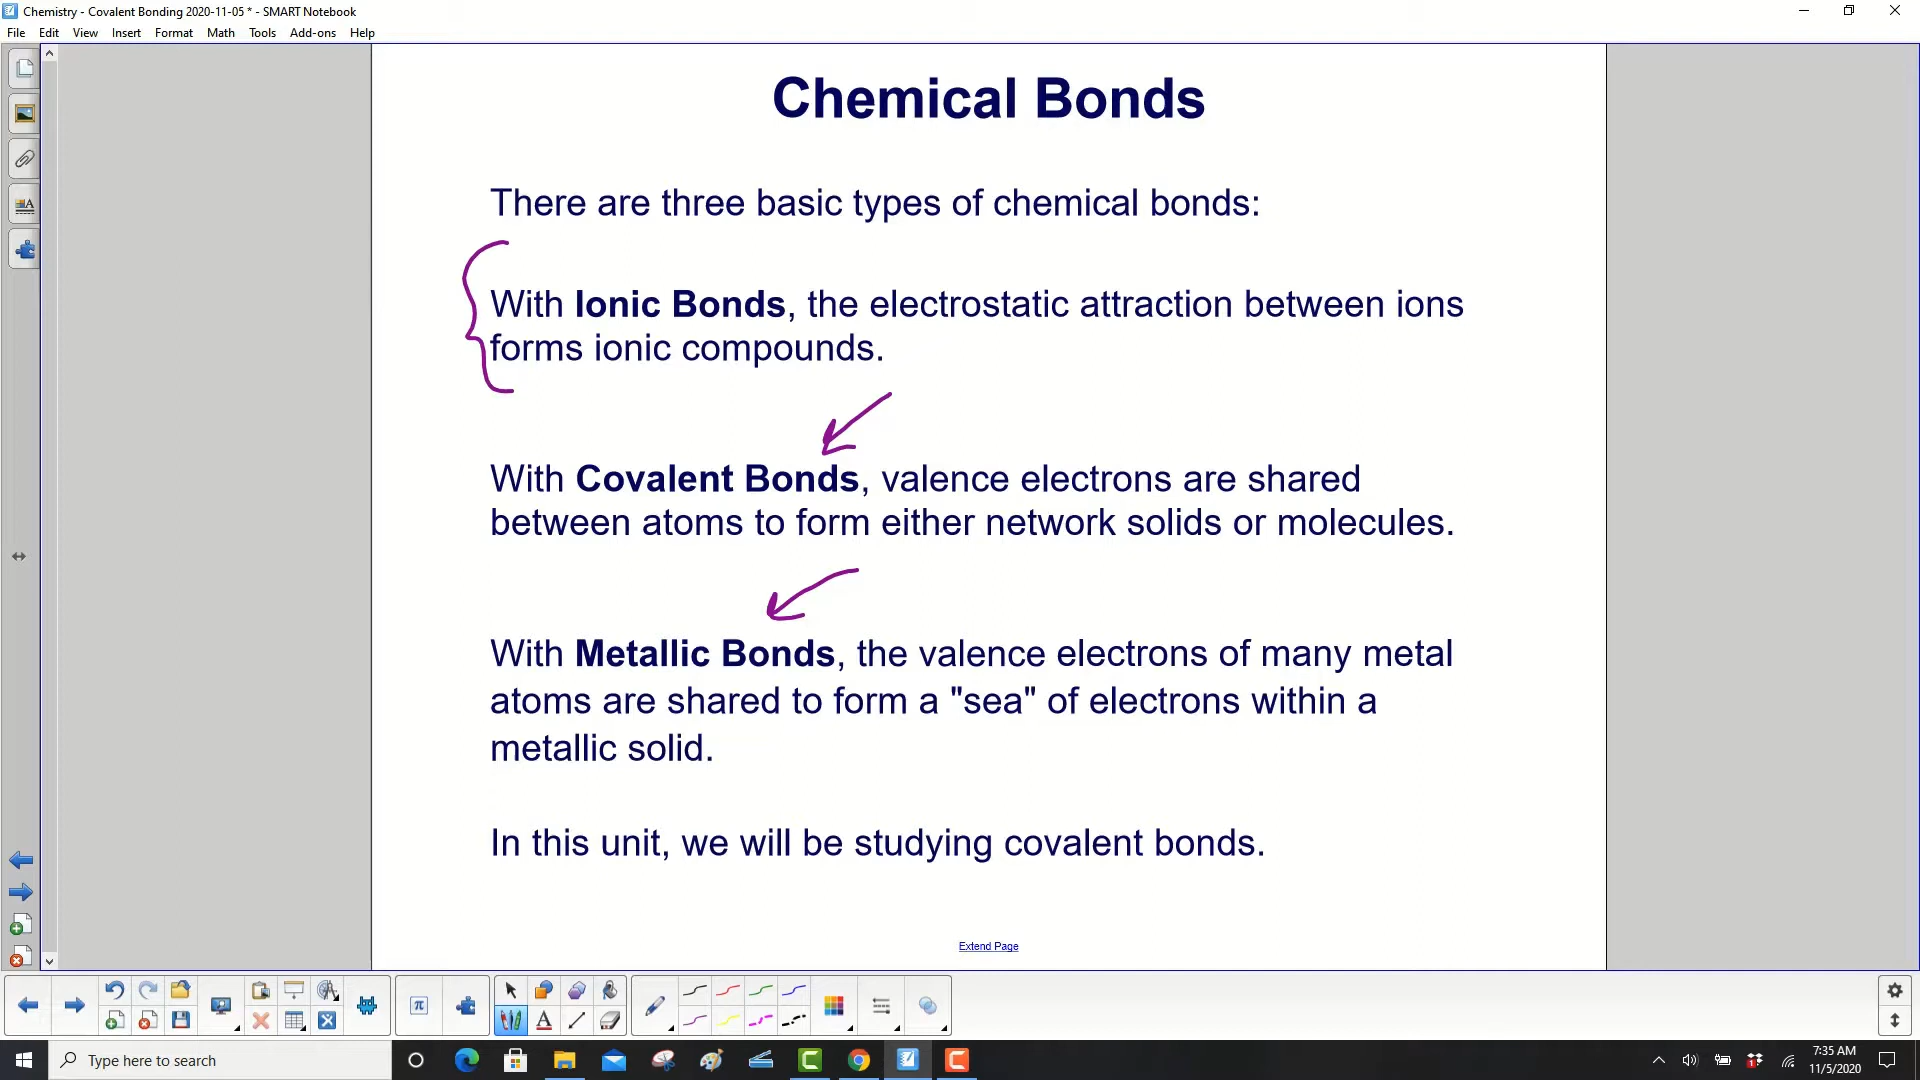 Chemistry - Covalent Bonding 2020-11-05 * - SMART Notebook
File Edit View Insert Format Math Tools Add-ons Help
Chemical Bonds
There are three basic types of chemical bonds:
With Ionic Bonds, the electrostatic attraction between ions
forms ionic compounds.
With Covalent Bonds, valence electrons are shared
between atoms to form either network solids or molecules.
With Metallic Bonds, the valence electrons of many metal
atoms are shared to form a "sea" of electrons within a
metallic solid.
In this unit, we will be studying covalent bonds.
Extend Page
Type here to search
7:35 AM
11/5/2020